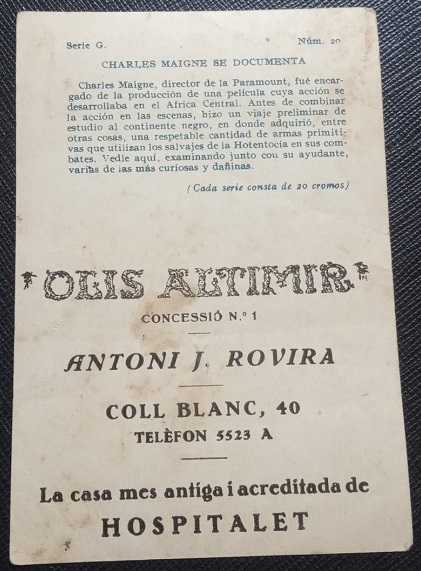 Serie G. Núm. 20
CHARLES MAIGNE SE DOCUMENTA
Charles Maigne, director de la Paramount, fué encar-
gado de la producción de una película cuya acción se
desarrollaba en el Africa Central. Antes de combinar
la acción en las escenas, hizo un viaje preliminar de
estudio al continente negro, en donde adquirió, entre
otras cosas, una respetable cantidad de armas primiti-
vas que utilizan los salvajes de la Hotentocia en sus com-
bates. Vedle aquí, examinando junto con su ayudante,
varias de las más curiosas y dañinas.
(Cada serie consta de 20 cromos)
OLIS ALTIMIR
CONCESSIÓ N.º 1
ANTONI J. ROVIRA
COLL BLANC, 40
TELÈFON 5523 A
La casa mes antiga i acreditada de
HOSPITALET